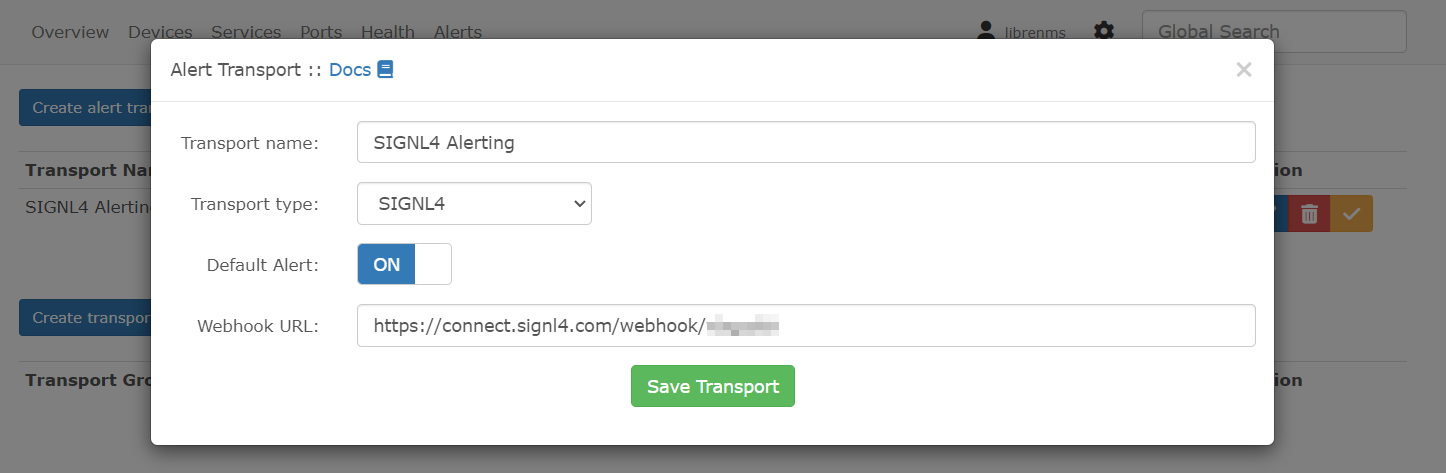 Overview Devices Services Ports Health Alerts librenms Global Search
Alert Transport :: Docs
Create alert tra
Transport name: SIGNL4 Alerting
Transport Na ion
Transport type: SIGNL4
SIGNL4 Alerting
Default Alert: ON
Create transpor
Webhook URL: https://connect.signl4.com/webhook/
Transport Gro ion
Save Transport